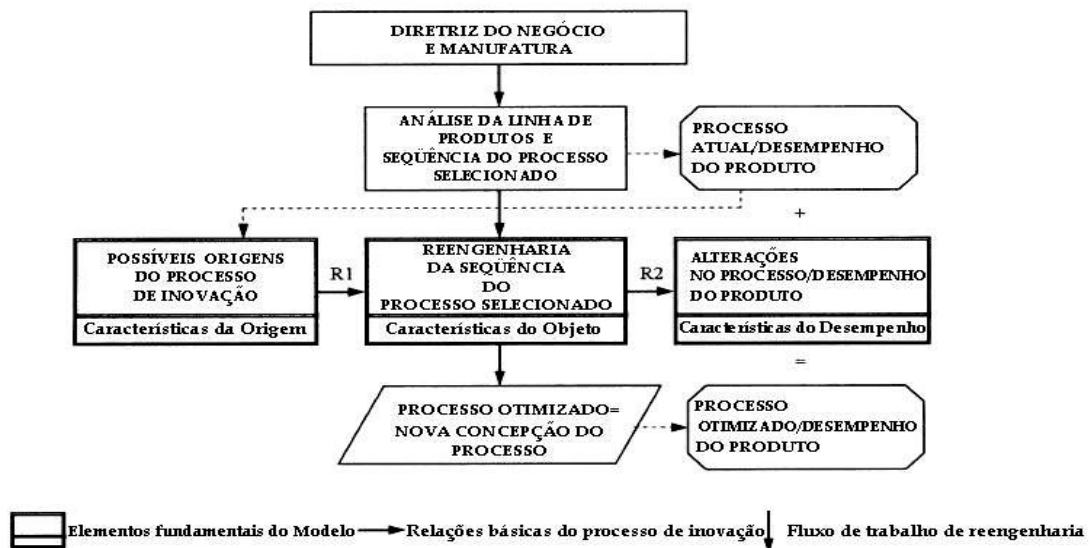 DIRETRIZ DO NEGÓCIO
E MANUFATURA
ANÁLISE DA LINHA DE
PRODUTOS E
SEQÜÊNCIA DO PROCESSO
SELECIONADO
PROCESSO
ATUAL/DESEMPENHO
DO PRODUTO
+
POSSÍVEIS ORIGENS
DO PROCESSO
DE INOVAÇÃO
Características da Origem
R1
REENGENHARIA
DA SEQÜÊNCIA
DO
PROCESSO SELECIONADO
Características do Objeto
R2
ALTERAÇÕES
NO PROCESSO/DESEMPENHO
DO PRODUTO
Características do Desempenho
=
PROCESSO OTIMIZADO=
NOVA CONCEPÇÃO DO
PROCESSO
PROCESSO
OTIMIZADO/DESEMPENHO
DO PRODUTO
Elementos fundamentais do Modelo
Relações básicas do processo de inovação
Fluxo de trabalho de reengenharia